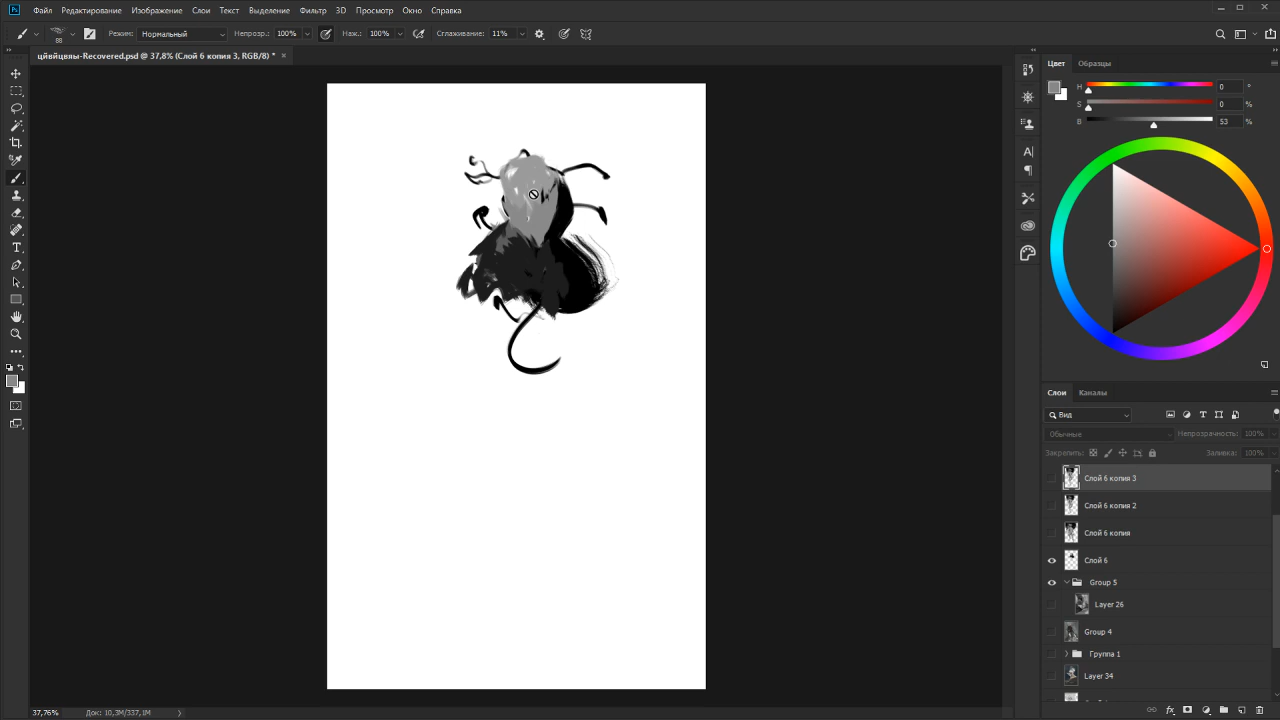 Ps Файл Редактирование Изображение Слои Текст Выделение Фильтр 3D Просмотр Окно Справка
88 Режим: Нормальный Непрозр.: 100% Наж.: 100% Сглаживание: 11%
цйвйцвяы-Recovered.psd @ 37,8% (Слой 6 копия 3, RGB/8) * ×
Цвет Образцы
H 0 °
S 0 %
B 53 %
Слои Каналы
Вид
Обычные Непрозрачность: 100%
Закрепить: Заливка: 100%
Слой 6 копия 3
Слой 6 копия 2
Слой 6 копия
Слой 6
Group 5
Layer 26
Group 4
Группа 1
Layer 34
37,76% Док: 10,3M/337,1M